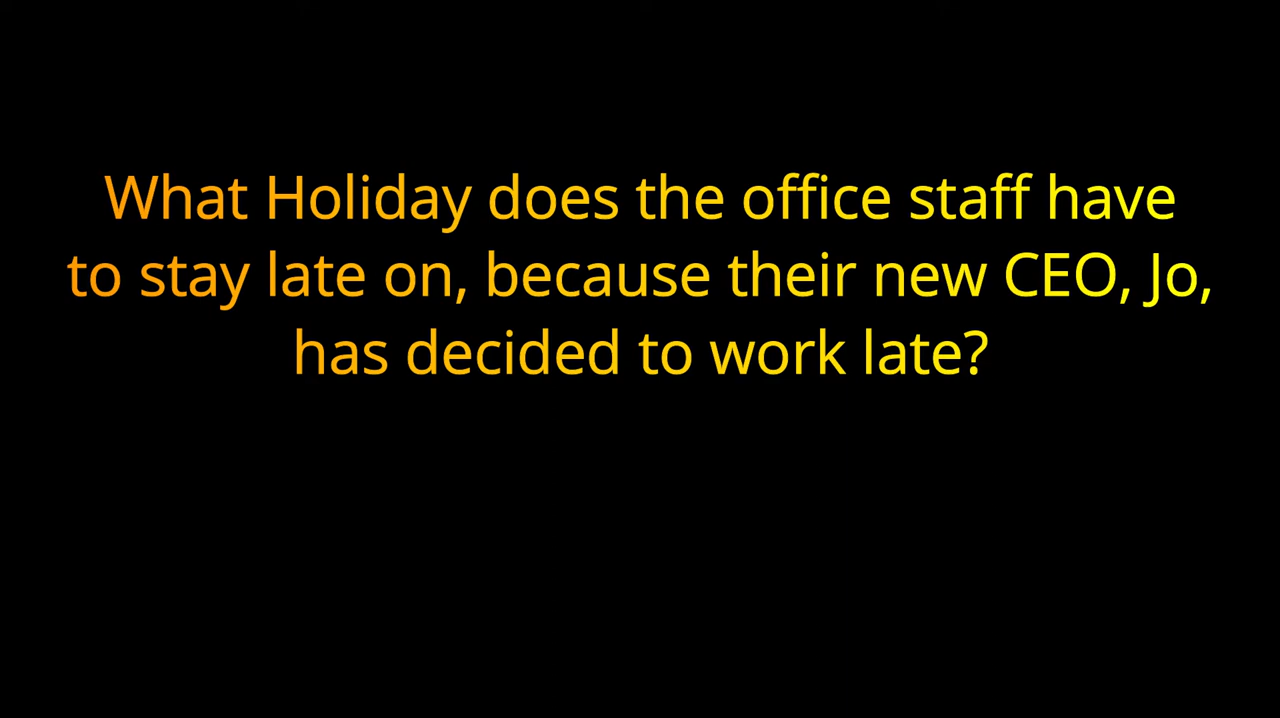 What Holiday does the office staff have
to stay late on, because their new CEO, Jo,
has decided to work late?